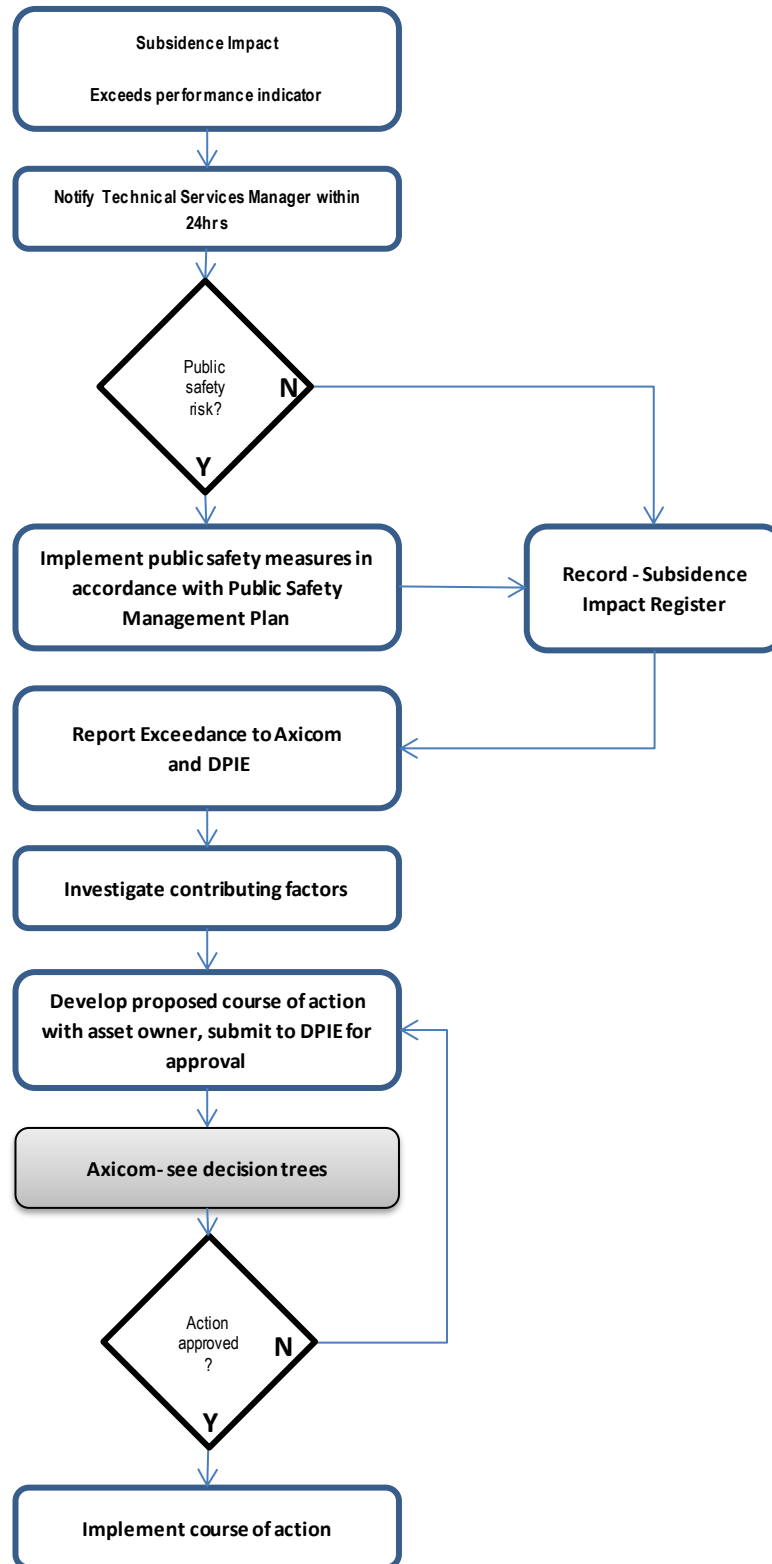 Subsidence Impact
Exceeds performance indicator
Notify Technical Services Manager within
24hrs
Public
safety
risk?
N
Y
Implement public safety measures in
accordance with Public Safety
Management Plan
Record - Subsidence
Impact Register
Report Exceedance to Axicom
and DPIE
Investigate contributing factors
Develop proposed course of action
with asset owner, submit to DPIE for
approval
Axicom- see decision trees
Action
approved
?
N
Y
Implement course of action